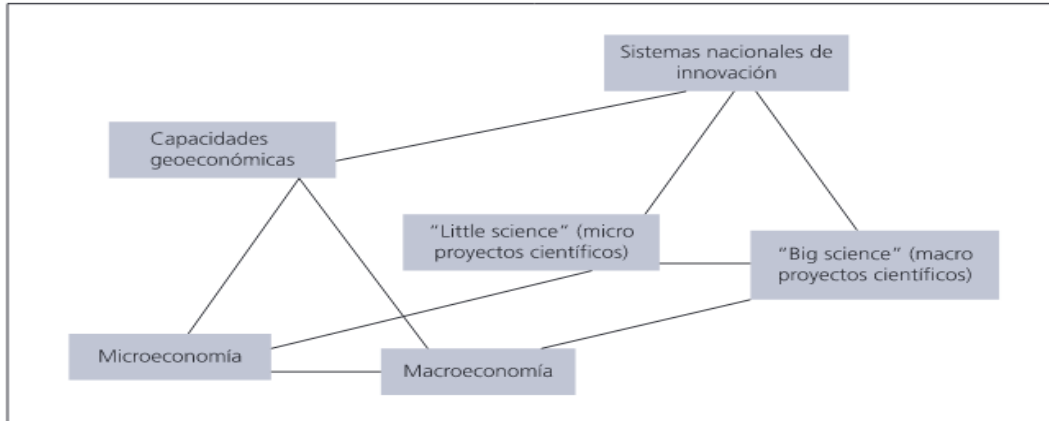 Sistemas nacionales de
innovación
Capacidades
geoeconómicas
“Little science” (micro
proyectos científicos)
“Big science” (macro
proyectos científicos)
Microeconomía
Macroeconomía